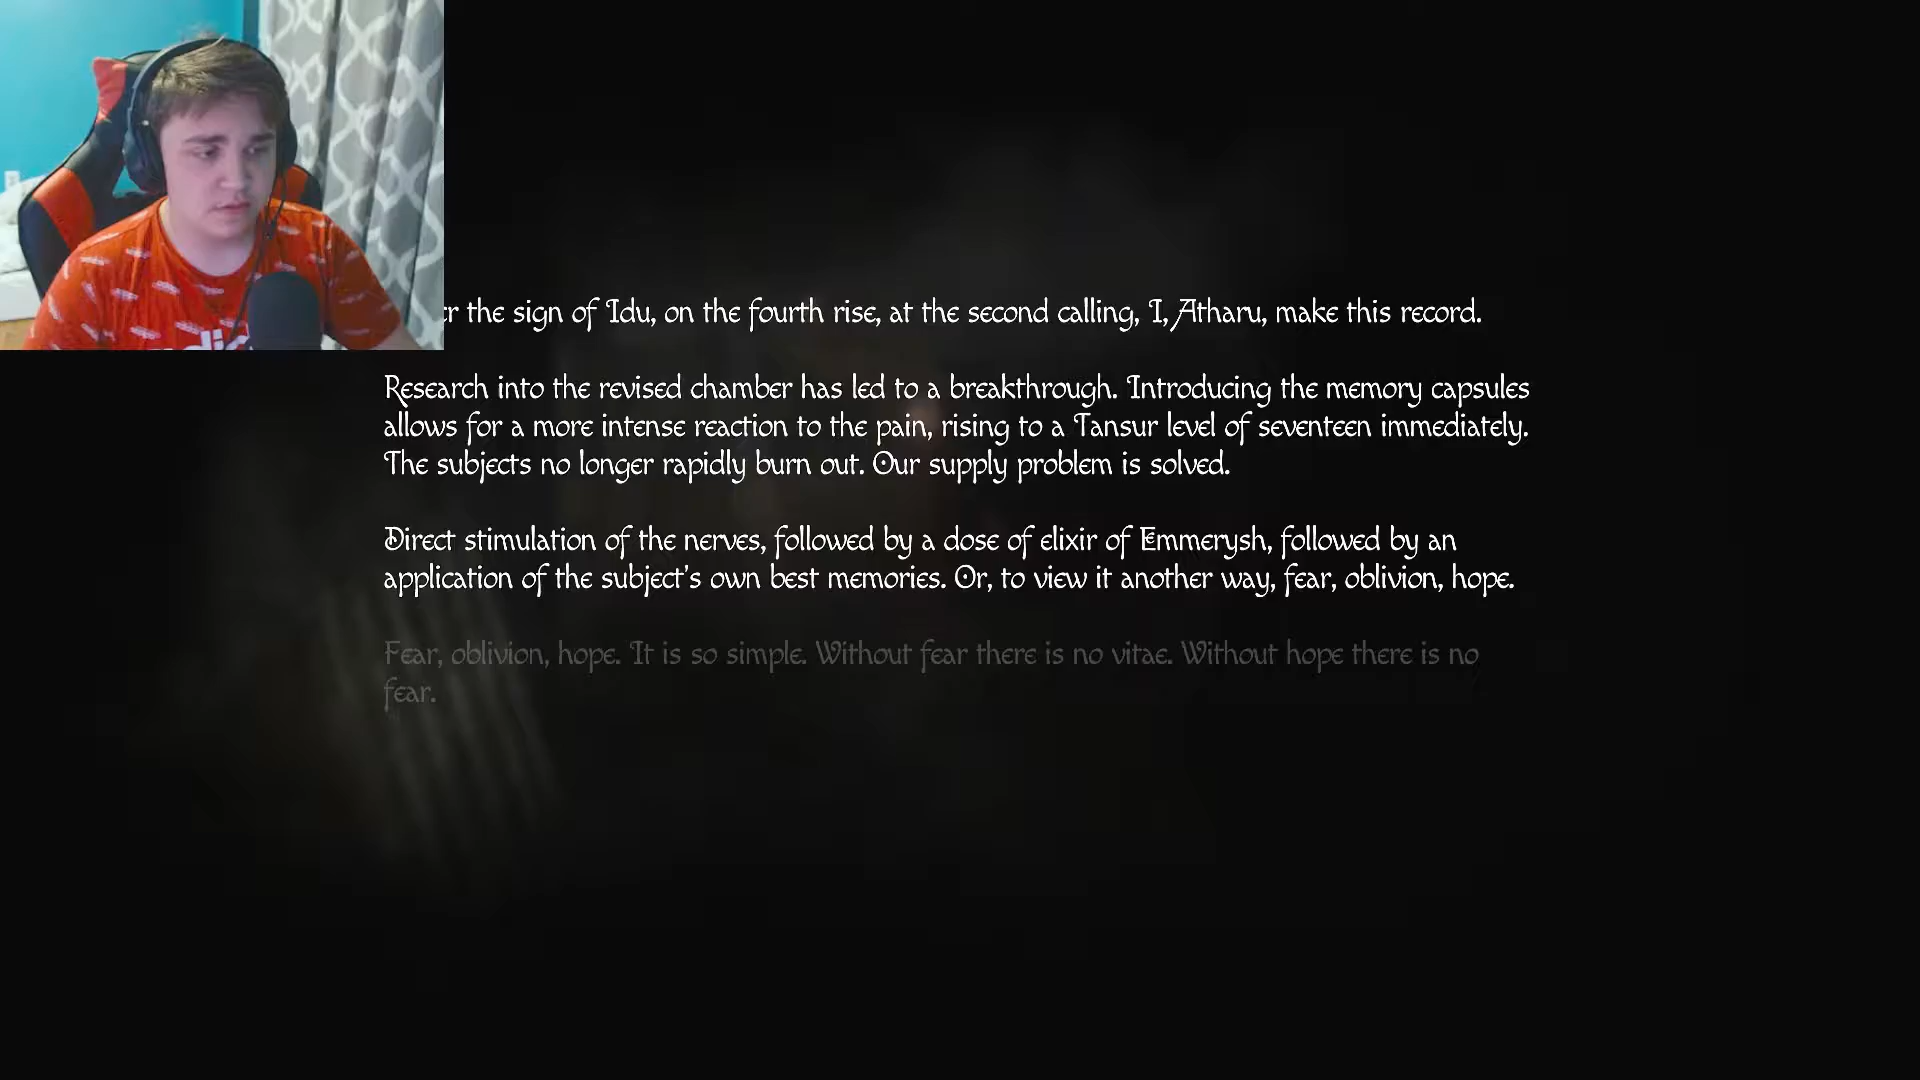 the sign of Idu, on the fourth rise, at the second calling, I, Atharu, make this record.
Research into the revised chamber has led to a breakthrough. Introducing the memory capsules
allows for a more intense reaction to the pain, rising to a Tansur level of seventeen immediately.
The subjects no longer rapidly burn out. Our supply problem is solved.
Direct stimulation of the nerves, followed by a dose of elixir of Emmerysh, followed by an
application of the subject's own best memories. Or, to view it another way, fear, oblivion, hope.
Fear, oblivion, hope. It is so simple. Without fear there is no vitae. Without hope there is no
fear.